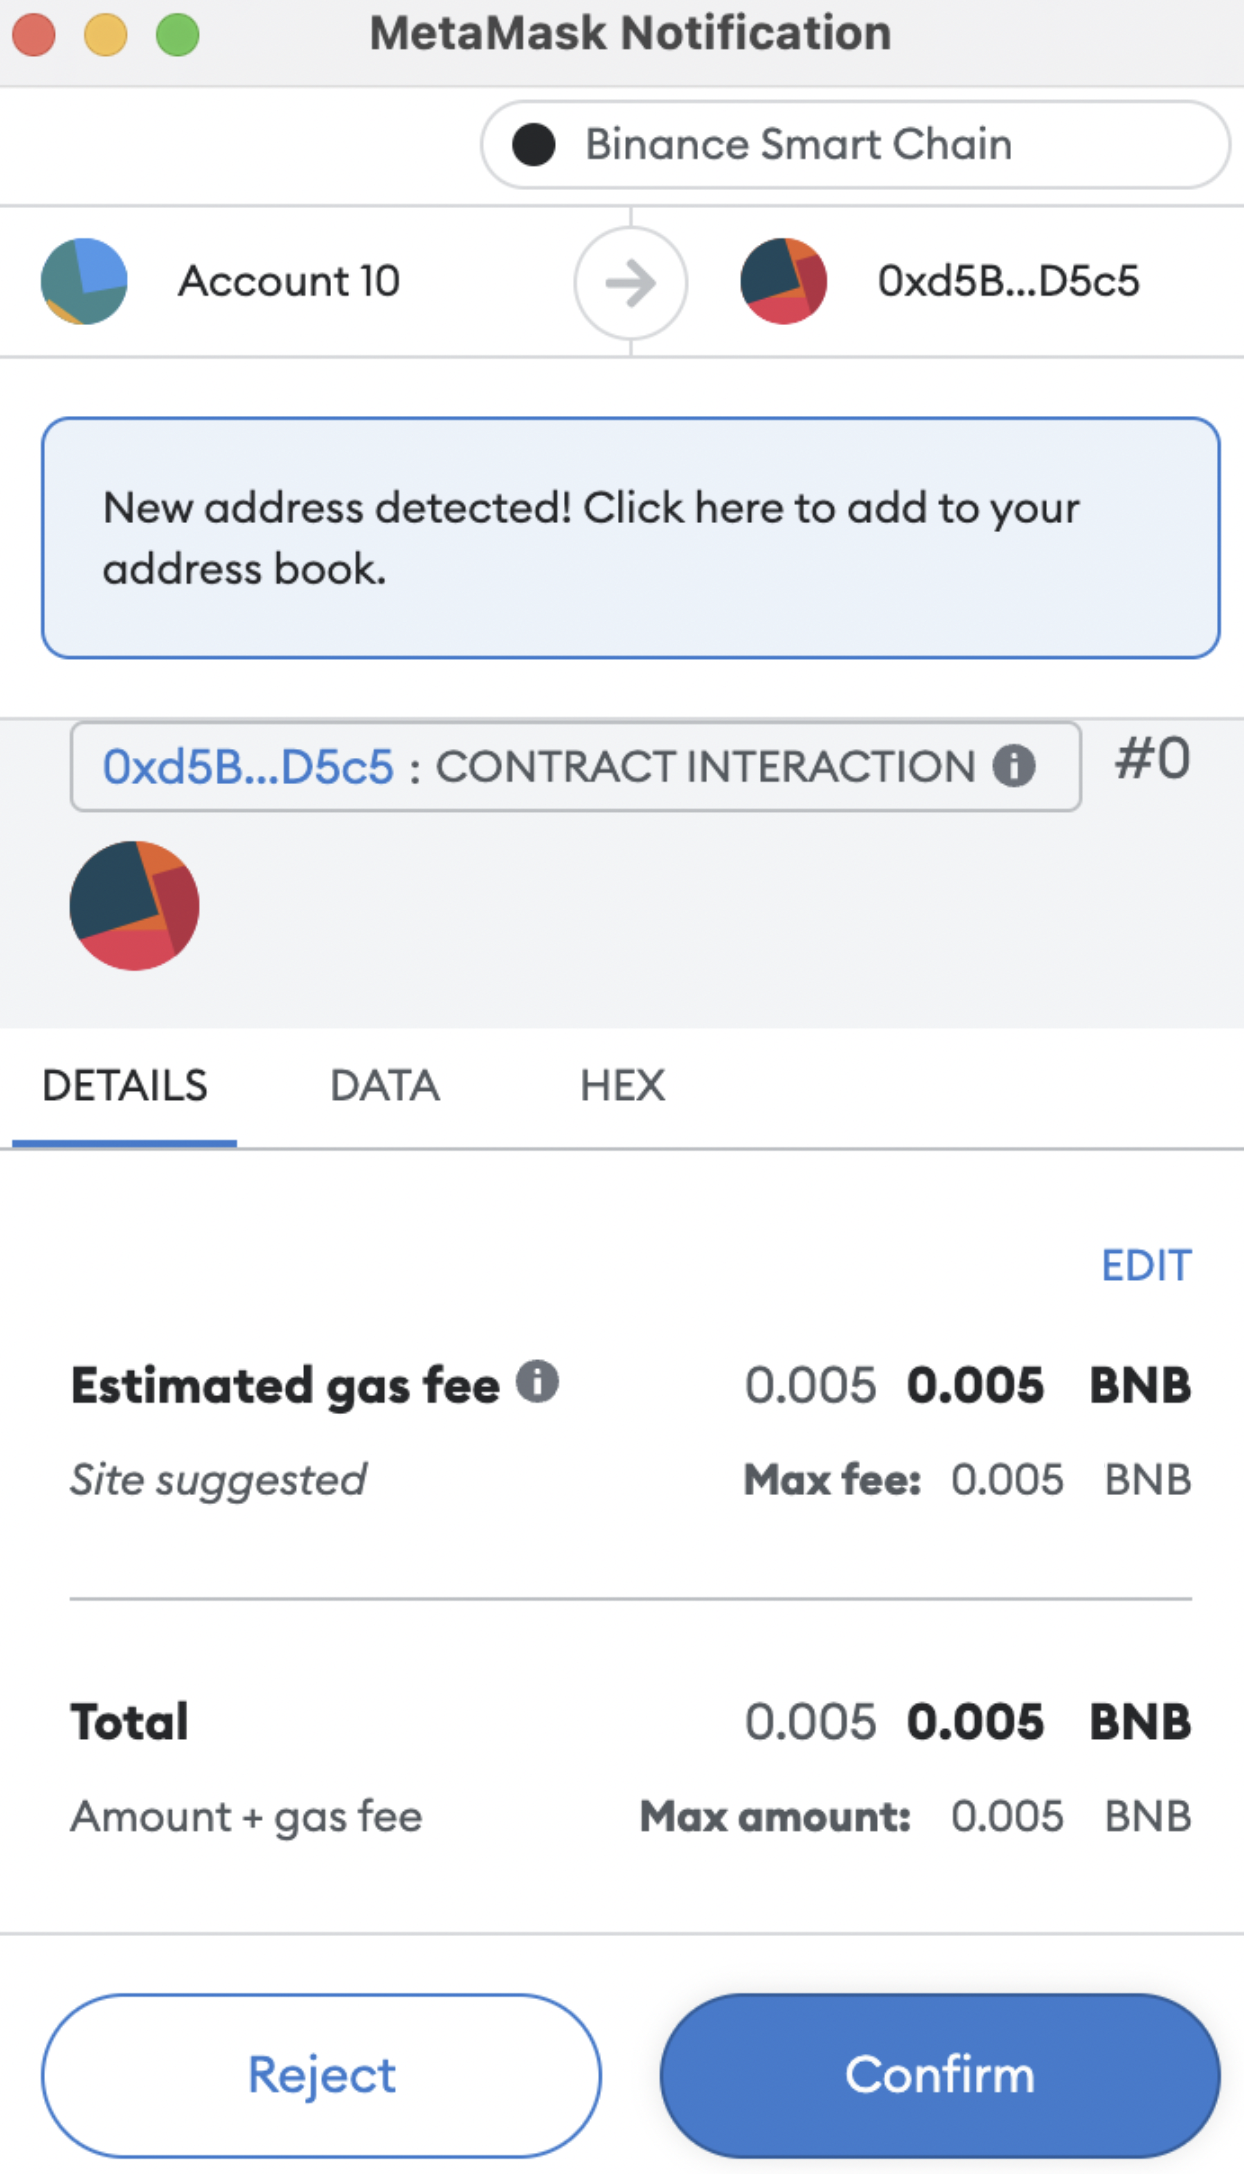 MetaMask Notification
Binance Smart Chain
Account 10
0xd5B...D5c5
New address detected! Click here to add to your
address book.
0xd5B...D5c5 : CONTRACT INTERACTION
#0
DETAILS DATA HEX
EDIT
Estimated gas fee 0.005 0.005 BNB
Site suggested Max fee: 0.005 BNB
Total 0.005 0.005 BNB
Amount + gas fee Max amount: 0.005 BNB
Reject Confirm